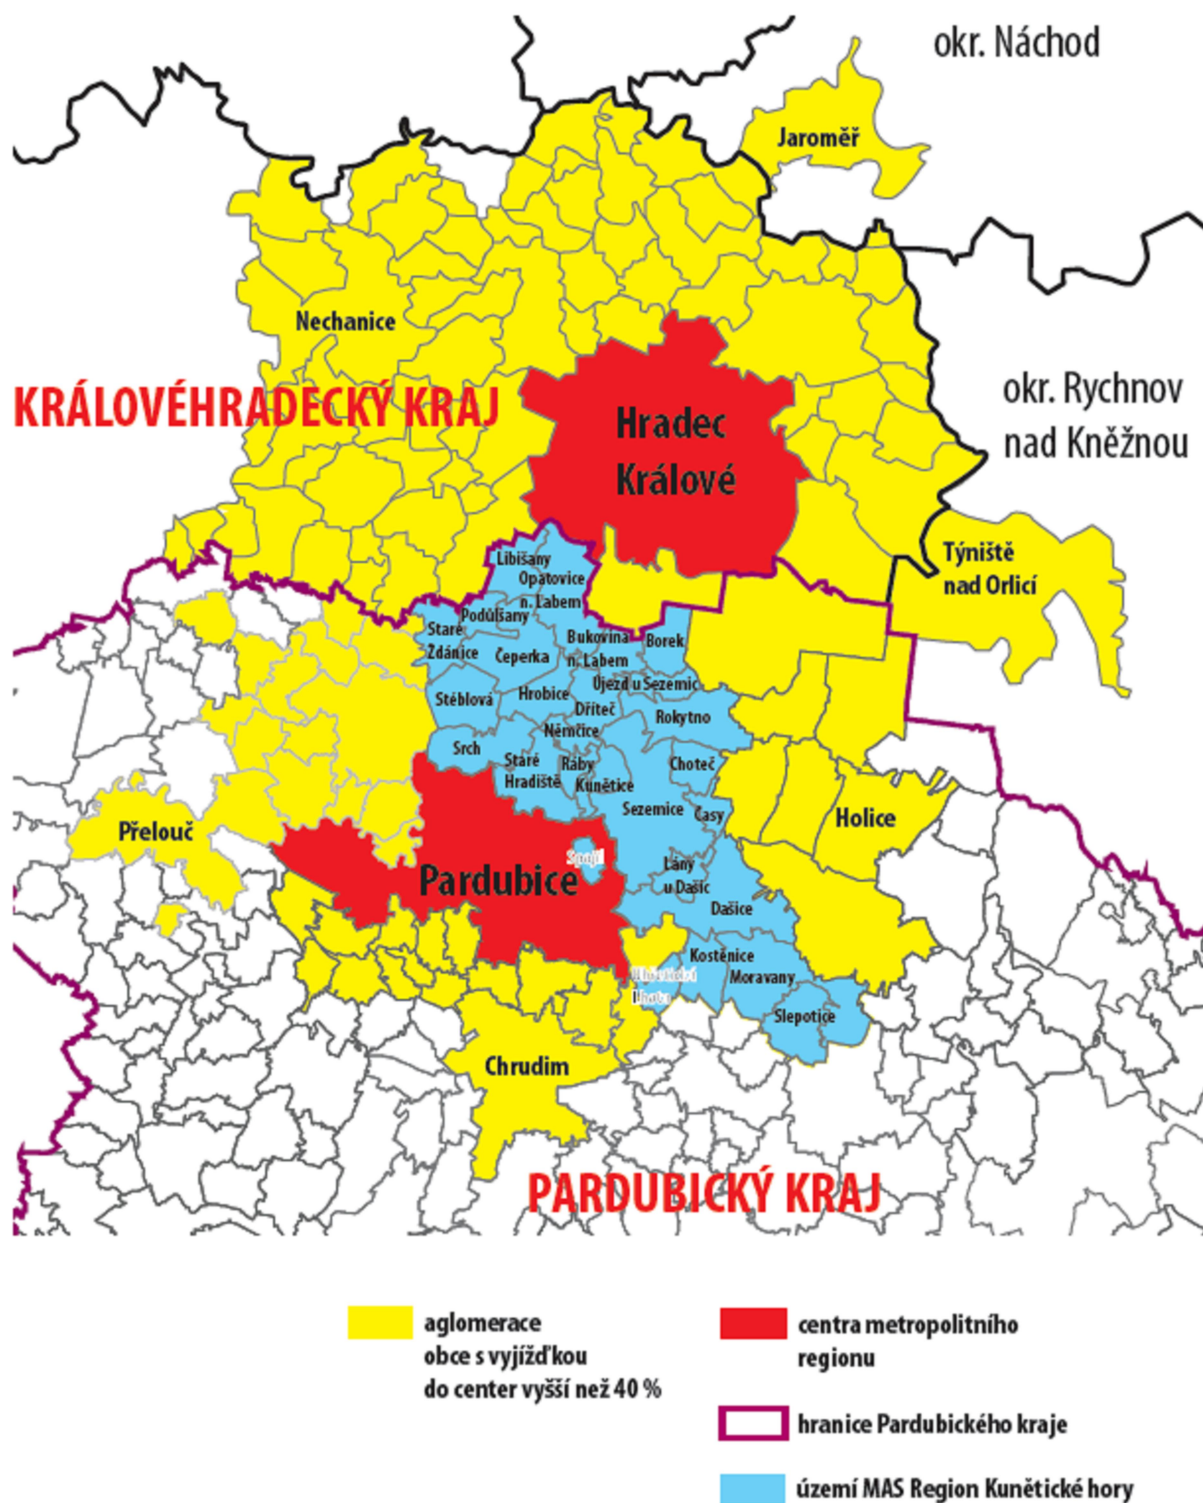 okr. Náchod
Jaroměř
Nechanice
KRÁLOVÉHRADECKÝ KRAJ
okr. Rychnov
nad Kněžnou
Hradec
Králové
Týniště
nad Orlicí
Libišany
Opatovice
n. Labem
Podůlšany
Staré
Ždánice
Čeperka
Bukovina
n. Labem
Borek
Újezd u Sezemic
Stéblová
Hrobice
Dříteč
Rokytno
Němčice
Srch
Staré
Hradiště
Ráby
Kunětice
Choteč
Sezemice
Časy
Holice
Přelouč
Pardubice
Spojil
Lány
u Dašic
Dašice
Kostěnice
Moravany
Lhota
Slepotice
Chrudim
PARDUBICKÝ KRAJ
aglomerace
obce s vyjížďkou
do center vyšší než 40 %
centra metropolitního
regionu
hranice Pardubického kraje
území MAS Region Kunětické hory